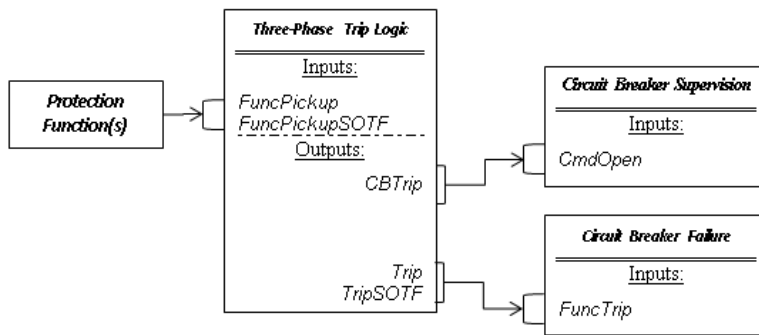 Protection
Function(s)
Three-Phase Trip Logic
Inputs:
FuncPickup
FuncPickupSOTF
Outputs:
CBTrip
Trip
TripSOTF
Circuit Breaker Supervision
Inputs:
CmdOpen
Circuit Breaker Failure
Inputs:
FuncTrip